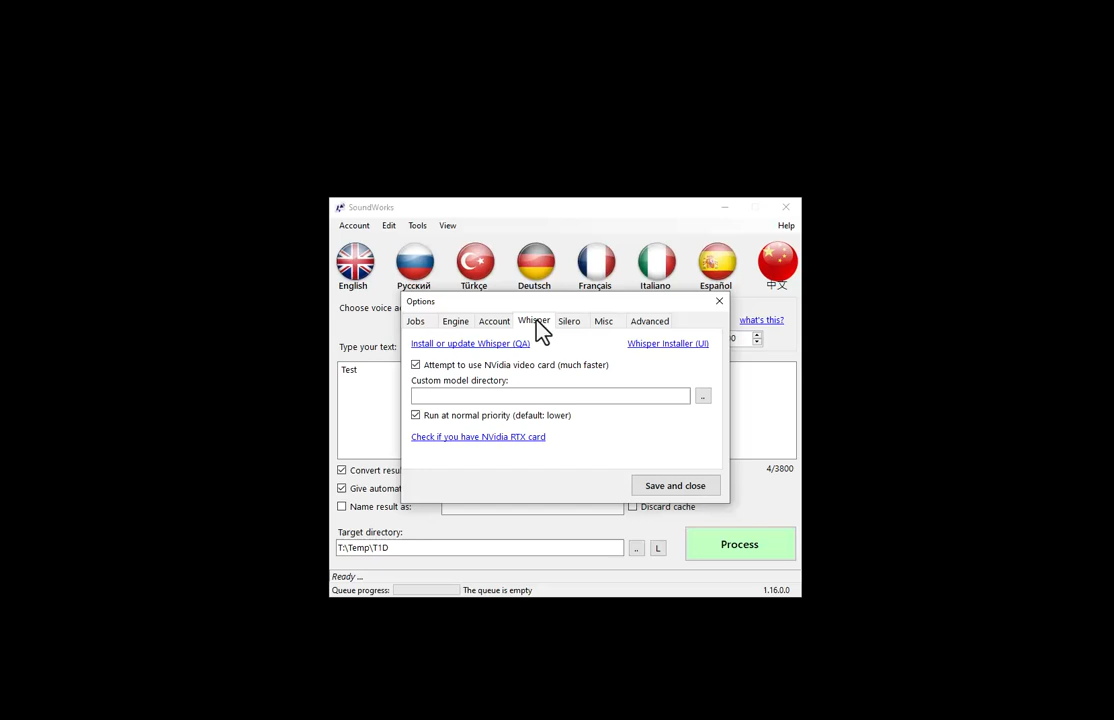 SoundWorks
Account Edit Tools View Help
English Русский Türkçe Deutsch Français Italiano Español 中文
Choose voice
Options
Jobs Engine Account Whisper Silero Misc Advanced
what's this?
Install or update Whisper (QA) Whisper Installer (UI)
Type your text:
Test
Attempt to use NVidia video card (much faster)
Custom model directory:
..
Run at normal priority (default: lower)
Check if you have NVidia RTX card
Convert
4/3800
Save and close
Give
Name result as: Discard cache
Target directory:
T:\Temp\T1D .. L Process
Ready ...
Queue progress: The queue is empty 1.16.0.0